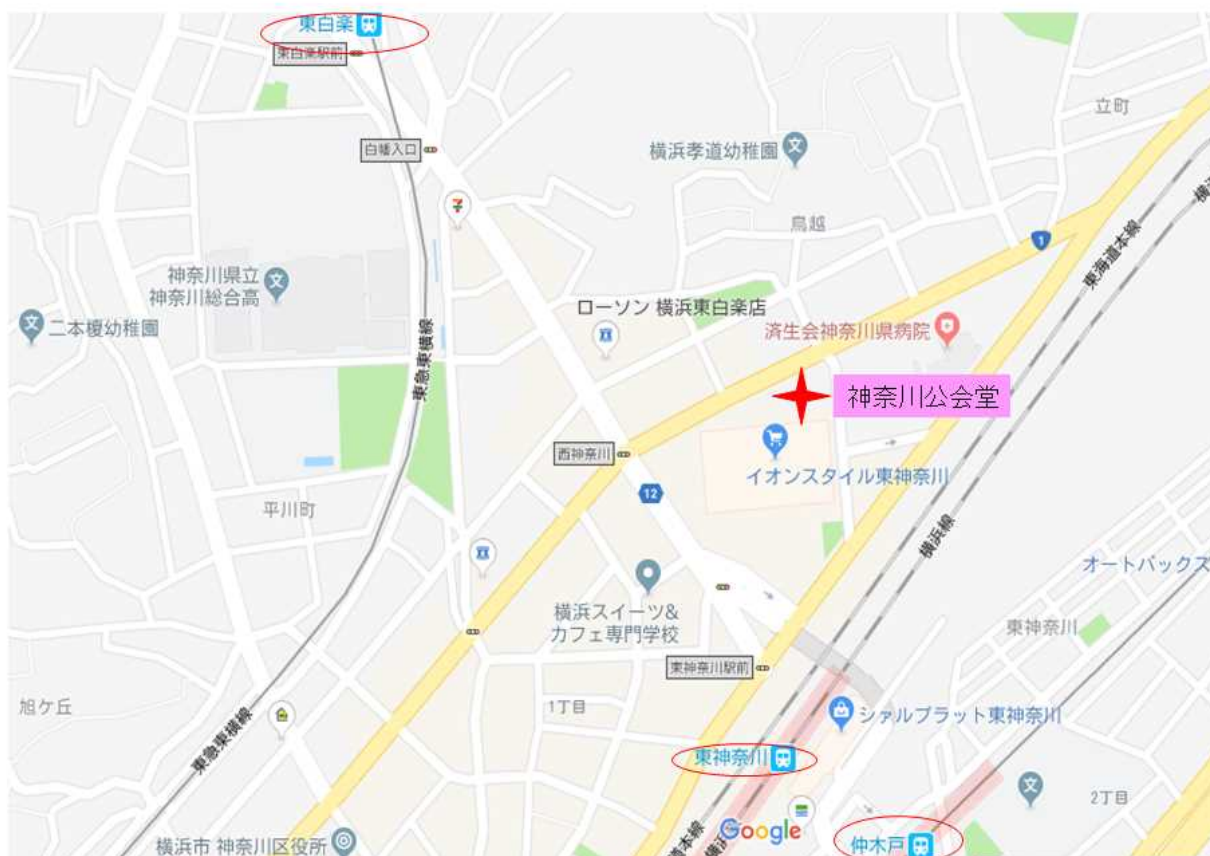 東白楽
東白楽駅前
立町
白幡入口
横浜孝道幼稚園
鳥越
1
東海道本線
神奈川県立
神奈川総合高
二本榎幼稚園
ローソン 横浜東白楽店
済生会神奈川県病院
東急東横線
神奈川公会堂
西神奈川
イオンスタイル東神奈川
12
平川町
横浜線
オートバックス
横浜スイーツ&
カフェ専門学校
東神奈川
東神奈川駅前
旭ケ丘
1丁目
シャルプラット東神奈川
東急東横線
東神奈川
2丁目
Google
横浜市 神奈川区役所
仲木戸